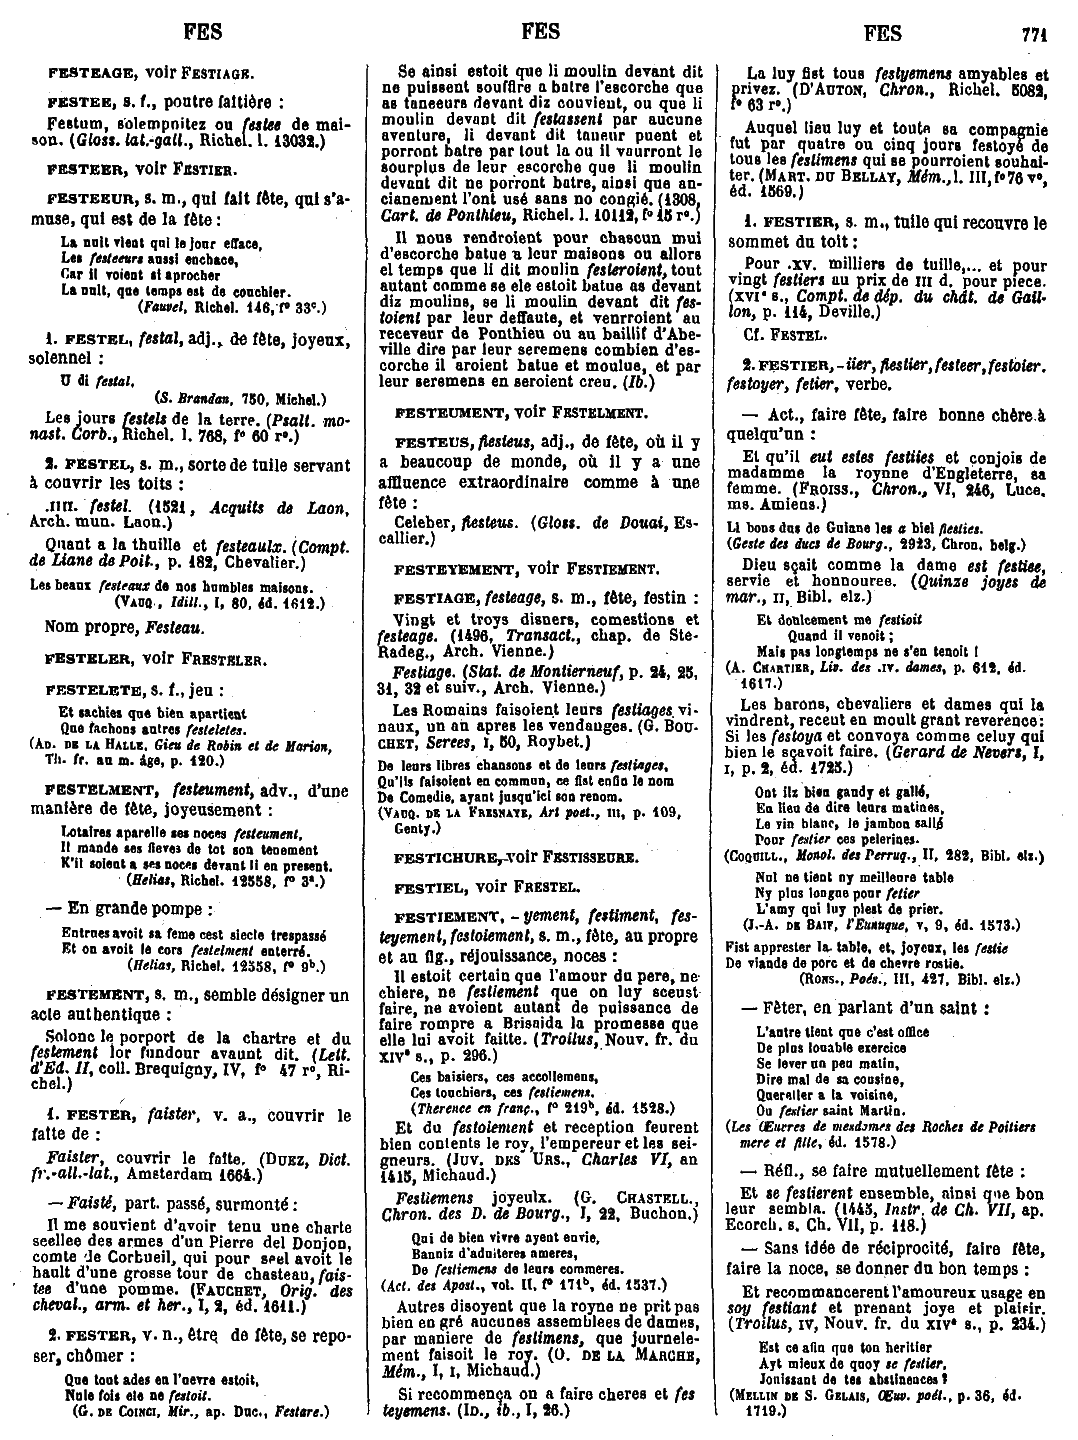 FES
FES
FES 771
FESTEAGE, voir FESTIAGE.
FESTEE, s. f., poutre faîtière :
Festum, solempnitez ou festee de mai-
son. (Gloss. lat.-gall., Richel. l. 13032.)
FESTEER, voir FESTIER.
FESTEEUR, s. m., qui fait fête, qui s'a-
muse, qui est de la fête :
La nuit vient qui le jour efface,
Les festeeurs aussi enchace,
Car il voient si aprocher
La nuit, que temps est de couchier.
(Fauvel, Richel. 146, f° 33c.)
1. FESTEL, festal, adj., de fête, joyeux,
solennel :
U di festal.
(S. Brandan, 750, Michel.)
Les jours festels de la terre. (Psalt. mo-
nast. Corb., Richel. l. 768, f° 60 r°.)
2. FESTEL, s. m., sorte de tuile servant
à couvrir les toits :
.IIII. festel. (1521, Acquits de Laon,
Arch. mun. Laon.)
Quant a la thuille et festeaulx. (Compt.
de Liane de Poit., p. 182, Chevalier.)
Les beaux festeaux de nos humbles maisons.
(VAUQ., Idill., I, 80, éd. 1612.)
Nom propre, Festeau.
FESTELER, voir FRESTELER.
FESTELETE, s. f., jeu :
Et sachies que bien apartient
Que fachons autres festeletes.
(AD. DE LA HALLE, Gieu de Robin et de Marion,
Th. fr. au m. âge, p. 120.)
FESTELMENT, festeument, adv., d'une
manière de fête, joyeusement :
Lotaires aparelle ses noces festeument,
Il mande ses fieves de tot son tenement
K'il soient a ses noces devant li en present.
(Helias, Richel. 12558, f° 3a.)
— En grande pompe :
Entrues avoit sa feme cest siecle trespassé
Et on avoit le cors festelment enterré.
(Helias, Richel. 12558, f° 9b.)
FESTEMENT, s. m., semble désigner un
acte authentique :
Solonc le porport de la chartre et du
festement lor fundour avaunt dit. (Lett.
d'Ed. II, coll. Brequigny, IV, f° 47 r°, Ri-
chel.)
1. FESTER, faister, v. a., couvrir le
faîte de :
Faister, couvrir le faîte. (DUEZ, Dict.
fr.-all.-lat., Amsterdam 1664.)
— Faisté, part. passé, surmonté :
Il me souvient d'avoir tenu une charte
seellee des armes d'un Pierre del Donjon,
comte de Corbueil, qui pour seel avoit le
hault d'une grosse tour de chasteau, fais-
tee d'une pomme. (FAUCHET, Orig. des
cheval., arm. et her., I, 2, éd. 1611.)
2. FESTER, v. n., être de fête, se repo-
ser, chômer :
Que tout ades en l'oevre estoit,
Nule fois ele ne festoit.
(G. DE COINCI, Mir., ap. Duc., Festare.)
Se ainsi estoit que li moulin devant dit
ne puissent souffire a batre l'escorche que
as taneeurs devant diz couvient, ou que li
moulin devant dit festassent par aucune
aventure, li devant dit taneur puent et
porront batre par tout la ou il vaurront le
sourplus de leur escorche que li moulin
devant dit ne porront batre, ainsi que an-
cianement l'ont usé sans no congié. (1308,
Cart. de Ponthieu, Richel. l. 10112, f° 15 r°.)
Il nous rendroient pour chascun mui
d'escorche batue a leur maisons ou allors
el temps que li dit moulin festeroient, tout
autant comme se ele estoit batue as devant
diz moulins, se li moulin devant dit fes-
toient par leur deffaute, et venrroient au
receveur de Ponthieu ou au baillif d'Abe-
ville dire par leur seremens combien d'es-
corche il aroient batue et moulue, et par
leur seremens en seroient creu. (Ib.)
FESTEUMENT, voir FESTELMENT.
FESTEUS, fiesteus, adj., de fête, où il y
a beaucoup de monde, où il y a une
affluence extraordinaire comme à une
fête :
Celeber, fiesteus. (Gloss. de Douai, Es-
callier.)
FESTEYEMENT, voir FESTIEMENT.
FESTIAGE, festeage, s. m., fête, festin :
Vingt et troys disners, comestions et
festeage. (1496, Transact., chap. de Ste-
Radeg., Arch. Vienne.)
Festiage. (Stat. de Montierneuf, p. 24, 25,
31, 32 et suiv., Arch. Vienne.)
Les Romains faisoient leurs festiages vi-
naux, un an apres les vendauges. (G. BOU-
CHET, Serees, I, 50, Roybet.)
De leurs libres chansons et de leurs festiages,
Qu'ils faisoient en commun, ce fist enfin le nom
De Comedie, ayant jusqu'ici son renom.
(VAUQ. DE LA FRESNAYE, Art poet., III, p. 109,
Genty.)
FESTICHURE, voir FESTISSEURE.
FESTIEL, voir FRESTEL.
FESTIEMENT, - yement, festiment, fes-
teyement, festoiement, s. m., fête, au propre
et au fig., réjouissance, noces :
Il estoit certain que l'amour du pere, ne
chiere, ne festiement que on luy sceust
faire, ne avoient autant de puissance de
faire rompre a Brisaida la promesse que
elle lui avoit faitte. (Troilus, Nouv. fr. du
XIVe s., p. 296.)
Ces baisiers, ces accollemens,
Ces touchiers, ces festiemens.
(Therence en franç., f° 219b, éd. 1528.)
Et du festoiement et reception feurent
bien contents le roy, l'empereur et les sei-
gneurs. (JUV. DES URS., Charles VI, an
1415, Michaud.)
Festiemens joyeulx. (G. CHASTELL.,
Chron. des D. de Bourg., I, 22, Buchon.)
Qui de bien vivre ayent envie,
Banniz d'adulteres ameres,
De festiemens de leurs commeres.
(Act. des Apost., vol. II, f° 171b, éd. 1537.)
Autres disoyent que la royne ne prit pas
bien en gré aucunes assemblees de dames,
par maniere de festimens, que journele-
ment faisoit le roy. (O. DE LA MARCHE,
Mém., I, I, Michaud.)
Si recommença on a faire cheres et fes
teyemens. (ID., ib., I, 26.)
La luy fist tous festyemens amyables et
privez. (D'AUTON, Chron., Richel. 5082,
f° 63 r°.)
Auquel lieu luy et toute sa compagnie
fut par quatre ou cinq jours festoyé de
tous les festimens qui se pourroient souhai-
ter. (MART. DU BELLAY, Mém., l. III, f° 76 v°,
éd. 1569.)
1. FESTIER, s. m., tuile qui recouvre le
sommet du toit :
Pour .XV. milliers de tuille,... et pour
vingt festiers au prix de III d. pour piece.
(XVIe s., Compt. de dép. du chât. de Gail-
lon, p. 114, Deville.)
Cf. FESTEL.
2. FESTIER, - iier, fiestier, festeer, festoier,
festoyer, fetier, verbe.
— Act., faire fête, faire bonne chère à
quelqu'un :
Et qu'il eut estes festiies et conjois de
madamme la roynne d'Engleterre, sa
femme. (FROISS., Chron., VI, 246, Luce,
ms. Amiens.)
Li bons dus de Guiane les a biel fiesties.
(Geste des ducs de Bourg., 2923, Chron. belg.)
Dieu sçait comme la dame est festiee,
servie et honnouree. (Quinze joyes de
mar., II, Bibl. elz.)
Et doulcement me festioit
Quand il venoit ;
Mais pas longtemps ne s'en tenoit !
(A. CHARTIER, Liv. des .IV. dames, p. 612, éd.
1617.)
Les barons, chevaliers et dames qui la
vindrent, receut en moult grant reverence:
Si les festoya et convoya comme celuy qui
bien le sçavoit faire. (Gerard de Nevers, I,
I, p. 2, éd. 1725.)
Ont ilz bien gaudy et gallé,
En lieu de dire leurs matines,
Le vin blanc, le jambon sallé
Pour festier ces pelerines.
(COQUILL., Monol. des Perruq., II, 282, Bibl. elz.)
Nul ne tient ny meilleure table
Ny plus longue pour fetier
L'amy qui luy plest de prier.
(J.-A. DE BAIF, l'Eunuque, V, 9, éd. 1573.)
Fist apprester la table, et, joyeux, les festie
De viande de porc et de chevre rostie.
(RONS., Poés., III, 427, Bibl. elz.)
— Fêter, en parlant d'un saint :
L'autre tient que c'est office
De plus louable exercice
Se lever un peu matin,
Dire mal de sa cousine,
Quereller a la voisine,
Ou festier saint Martin.
(Les Œuvres de mesdames des Roches de Poitiers
mere et fille, éd. 1578.)
— Réfl., se faire mutuellement fête :
Et se festierent ensemble, ainsi que bon
leur sembla. (1445, Instr. de Ch. VII, ap.
Ecorch. s. Ch. VII, p. 118.)
— Sans idée de réciprocité, faire fête,
faire la noce, se donner du bon temps :
Et recommancerent l'amoureux usage en
soy festiant et prenant joye et plaisir.
(Troilus, IV, Nouv. fr. du XIVe s., p. 234.)
Est ce afin que ton heritier
Ayt mieux de quoy se festier,
Jouissant de tes abstinences ?
(MELLIN DE S. GELAIS, Œuv. poét., p. 36, éd.
1719.)